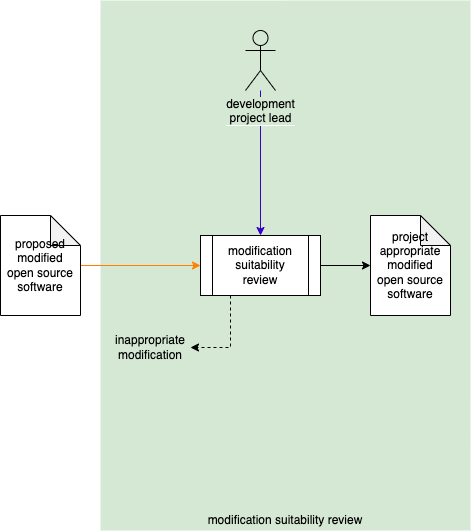 development
project lead
proposed
modified
open source
software
modification
suitability
review
project
appropriate
modified
open source
software
inappropriate
modification
modification suitability review